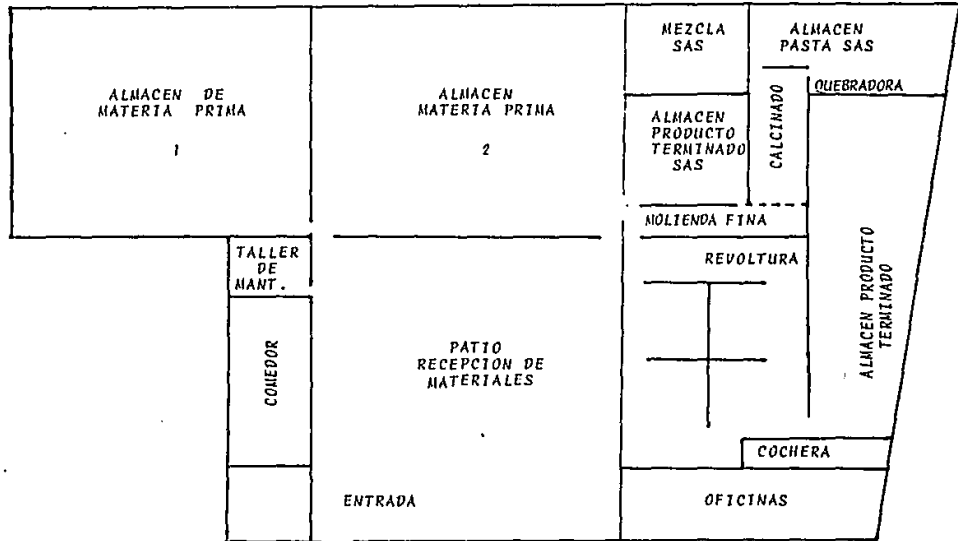 ALMACEN DE
MATERIA PRIMA
1
ALMACEN
MATERIA PRIMA
2
MEZCLA
SAS
ALMACEN
PASTA SAS
QUEBRADORA
ALMACEN
PRODUCTO
TERMINADO
SAS
CALCINADO
MOLIENDA FINA
TALLER
DE
MANT.
REVOLTURA
ALMACEN PRODUCTO
TERMINADO
COMEDOR
PATIO
RECEPCION DE
MATERIALES
COCHERA
ENTRADA
OFICINAS